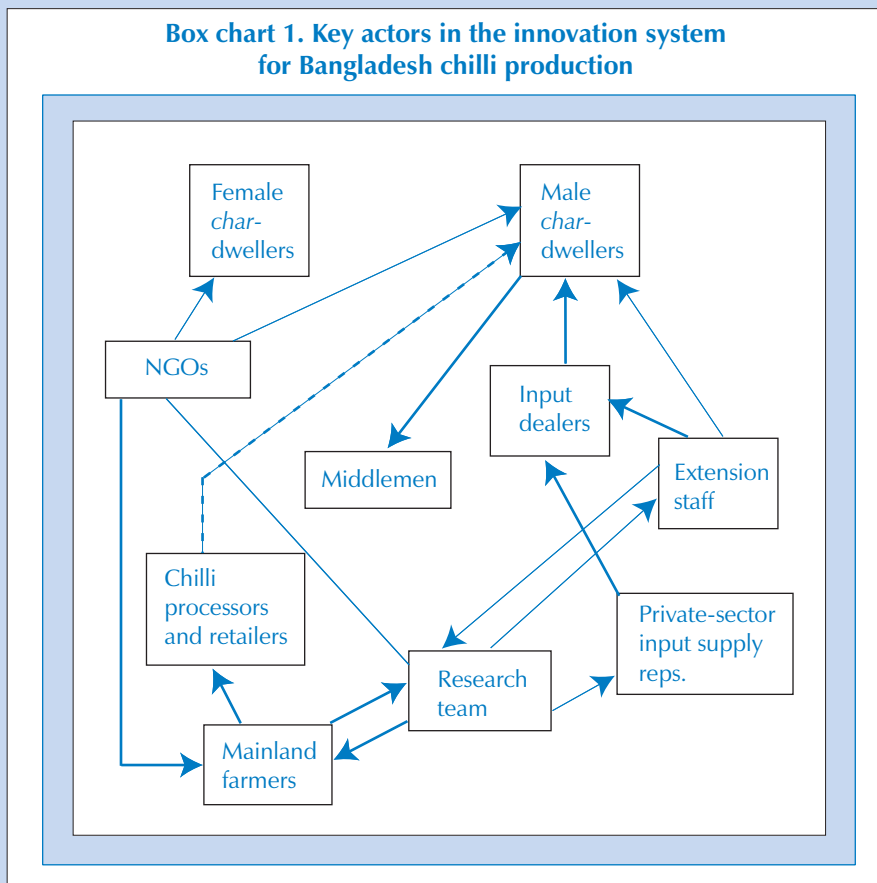 Box chart 1. Key actors in the innovation system
for Bangladesh chilli production
Female
char-
dwellers
Male
char-
dwellers
NGOs
Input
dealers
Middlemen
Extension
staff
Chilli
processors
and retailers
Private-sector
input supply
reps.
Research
team
Mainland
farmers